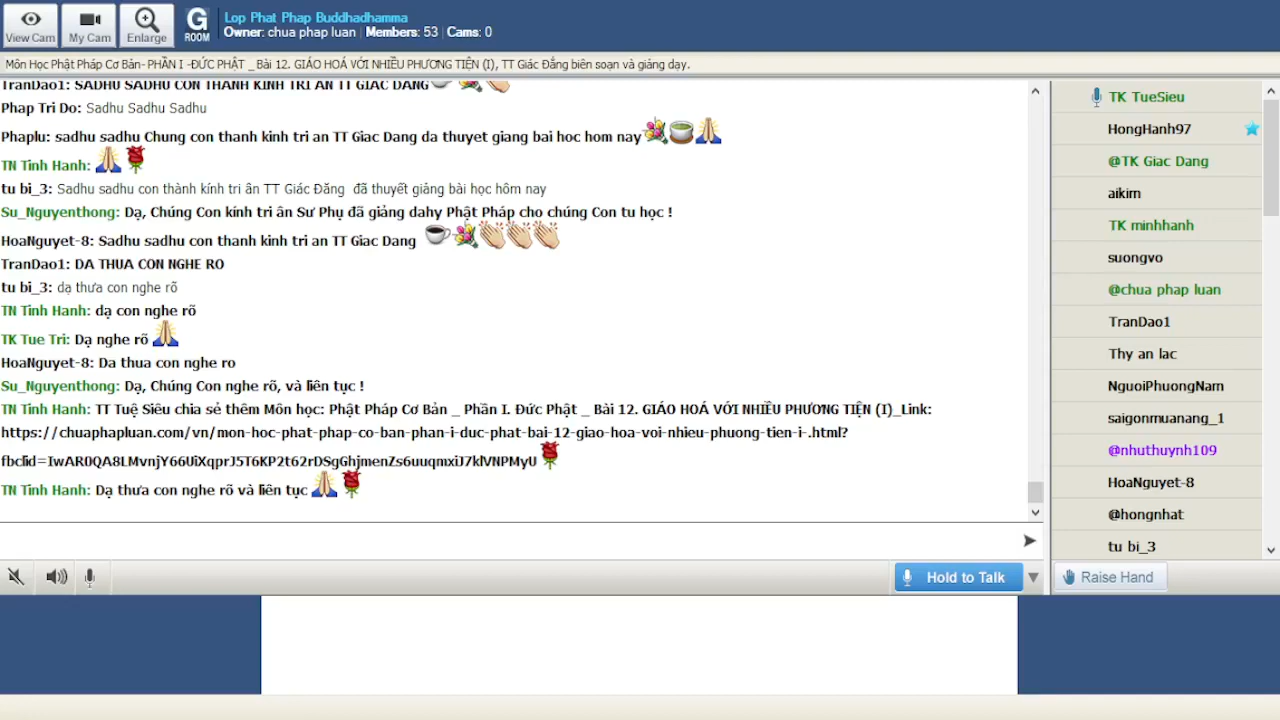 View Cam
My Cam
Enlarge
G
ROOM
Lop Phat Phap Buddhadhamma
Owner: chua phap luan | Members: 53 | Cams: 0
Môn Học Phật Pháp Cơ Bản- PHẦN I -ĐỨC PHẬT _ Bài 12. GIÁO HOÁ VỚI NHIỀU PHƯƠNG TIỆN (I), TT Giác Đẳng biên soạn và giảng dạy.
TranDao1: SADHU SADHU CON THANH KINH TRI AN TT GIAC DANG
Phap Tri Do: Sadhu Sadhu Sadhu
Phaplu: sadhu sadhu Chung con thanh kinh tri an TT Giac Dang da thuyet giang bai hoc hom nay
TN Tinh Hanh:
tu bi_3: Sadhu sadhu con thành kính tri ân TT Giác Đăng đã thuyết giảng bài học hôm nay
Su_Nguyenthong: Dạ, Chúng Con kính tri ân Sư Phụ đã giảng dahy Phật Pháp cho chúng Con tu học !
HoaNguyet-8: Sadhu sadhu con thanh kinh tri an TT Giac Dang
TranDao1: DA THUA CON NGHE RO
tu bi_3: dạ thưa con nghe rõ
TN Tinh Hanh: dạ con nghe rõ
TK Tue Tri: Dạ nghe rõ
HoaNguyet-8: Da thua con nghe ro
Su_Nguyenthong: Dạ, Chúng Con nghe rõ, và liên tục !
TN Tinh Hanh: TT Tuệ Siêu chia sẻ thêm Môn học: Phật Pháp Cơ Bản _ Phần I. Đức Phật _ Bài 12. GIÁO HOÁ VỚI NHIỀU PHƯƠNG TIỆN (I)_Link:
https://chuaphapluan.com/vn/mon-hoc-phat-phap-co-ban-phan-i-duc-phat-bai-12-giao-hoa-voi-nhieu-phuong-tien-i-.html?
fbclid=IwAR0QA8LMvnjY66UiXqprJ5T6KP2t62rDSgGhjmenZs6uuqmxiJ7klVNPMyU
TN Tinh Hanh: Dạ thưa con nghe rõ và liên tục
Hold to Talk
TK TueSieu
HongHanh97
@TK Giac Dang
aikim
TK minhhanh
suongvo
@chua phap luan
TranDao1
Thy an lac
NguoiPhuongNam
saigonmuanang_1
@nhuthuynh109
HoaNguyet-8
@hongnhat
tu bi_3
Raise Hand